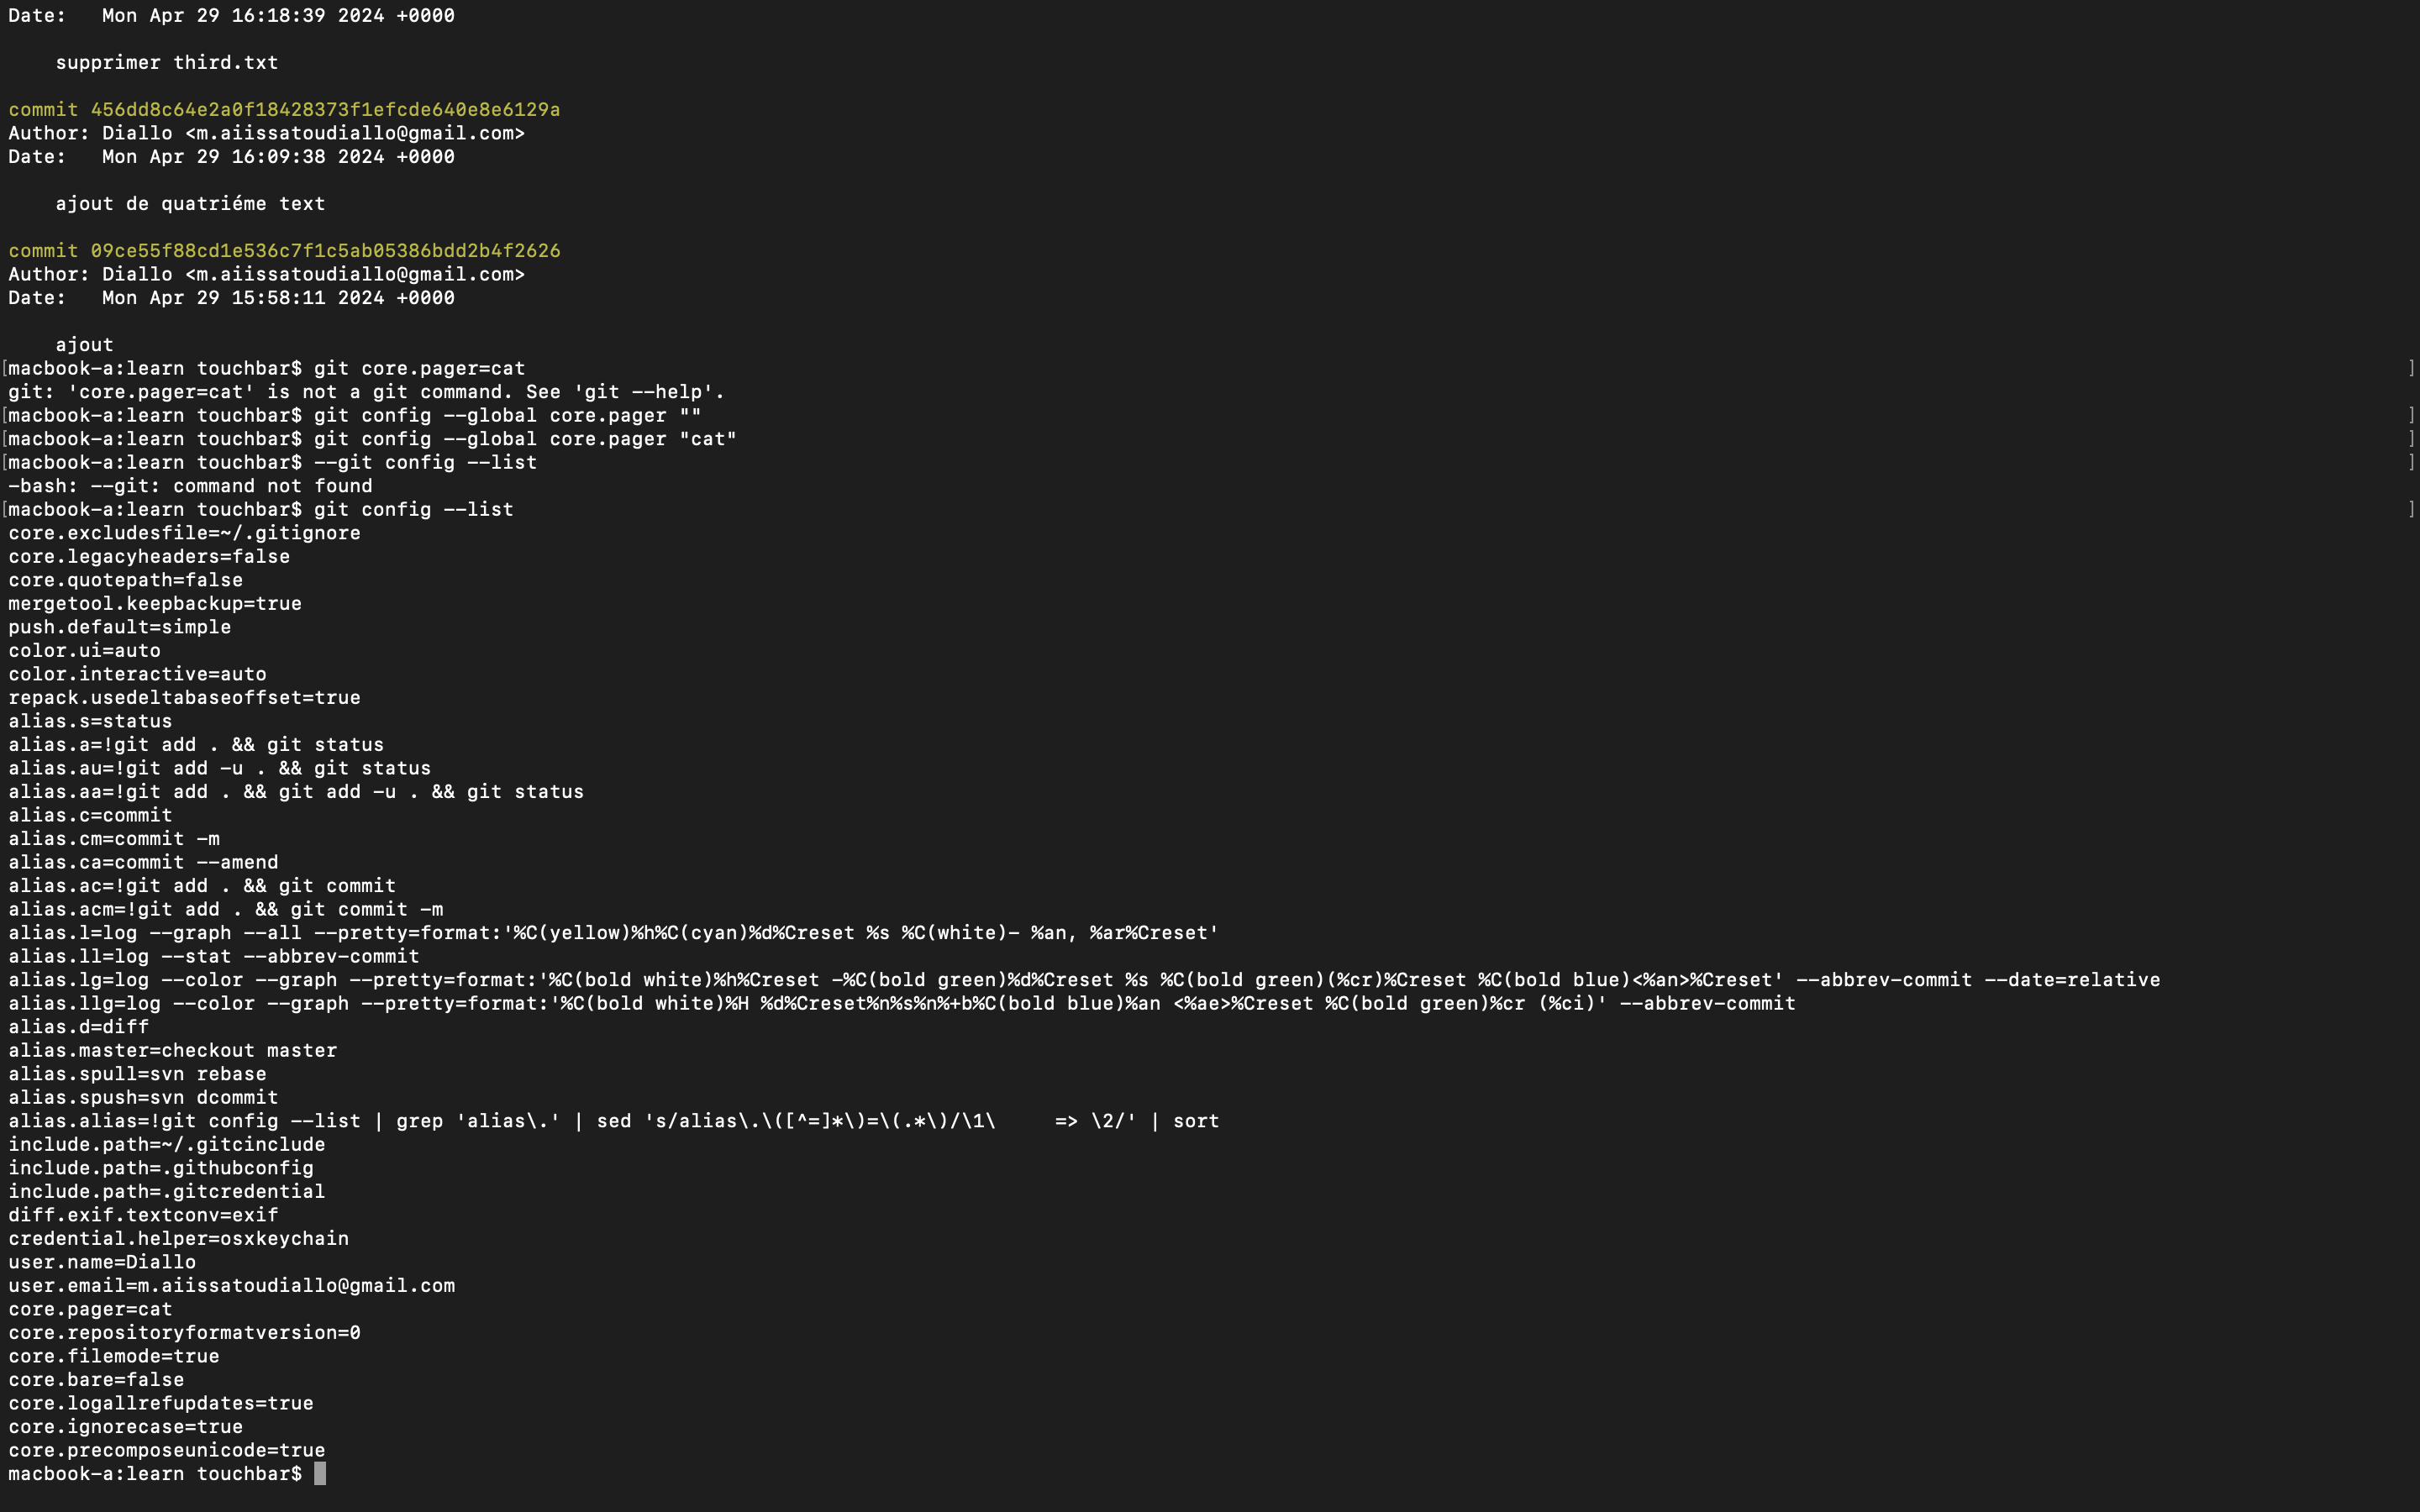 Date:   Mon Apr 29 16:18:39 2024 +0000
    supprimer third.txt
commit 456dd8c64e2a0f18428373f1efcde640e8e6129a
Author: Diallo <m.aiissatoudiallo@gmail.com>
Date:   Mon Apr 29 16:09:38 2024 +0000
    ajout de quatriéme text
commit 09ce55f88cd1e536c7f1c5ab05386bdd2b4f2626
Author: Diallo <m.aiissatoudiallo@gmail.com>
Date:   Mon Apr 29 15:58:11 2024 +0000
    ajout
[macbook-a:learn touchbar$ git core.pager=cat ]
git: 'core.pager=cat' is not a git command. See 'git --help'.
[macbook-a:learn touchbar$ git config --global core.pager "" ]
[macbook-a:learn touchbar$ git config --global core.pager "cat" ]
[macbook-a:learn touchbar$ --git config --list ]
-bash: --git: command not found
[macbook-a:learn touchbar$ git config --list ]
core.excludesfile=~/.gitignore
core.legacyheaders=false
core.quotepath=false
mergetool.keepbackup=true
push.default=simple
color.ui=auto
color.interactive=auto
repack.usedeltabaseoffset=true
alias.s=status
alias.a=!git add . && git status
alias.au=!git add -u . && git status
alias.aa=!git add . && git add -u . && git status
alias.c=commit
alias.cm=commit -m
alias.ca=commit --amend
alias.ac=!git add . && git commit
alias.acm=!git add . && git commit -m
alias.l=log --graph --all --pretty=format:'%C(yellow)%h%C(cyan)%d%Creset %s %C(white)- %an, %ar%Creset'
alias.ll=log --stat --abbrev-commit
alias.lg=log --color --graph --pretty=format:'%C(bold white)%h%Creset -%C(bold green)%d%Creset %s %C(bold green)(%cr)%Creset %C(bold blue)<%an>%Creset' --abbrev-commit --date=relative
alias.llg=log --color --graph --pretty=format:'%C(bold white)%H %d%Creset%n%s%n%+b%C(bold blue)%an <%ae>%Creset %C(bold green)%cr (%ci)' --abbrev-commit
alias.d=diff
alias.master=checkout master
alias.spull=svn rebase
alias.spush=svn dcommit
alias.alias=!git config --list | grep 'alias\.' | sed 's/alias\.\([^=]*\)=\(.*\)/\1\     => \2/' | sort
include.path=~/.gitcinclude
include.path=.githubconfig
include.path=.gitcredential
diff.exif.textconv=exif
credential.helper=osxkeychain
user.name=Diallo
user.email=m.aiissatoudiallo@gmail.com
core.pager=cat
core.repositoryformatversion=0
core.filemode=true
core.bare=false
core.logallrefupdates=true
core.ignorecase=true
core.precomposeunicode=true
macbook-a:learn touchbar$